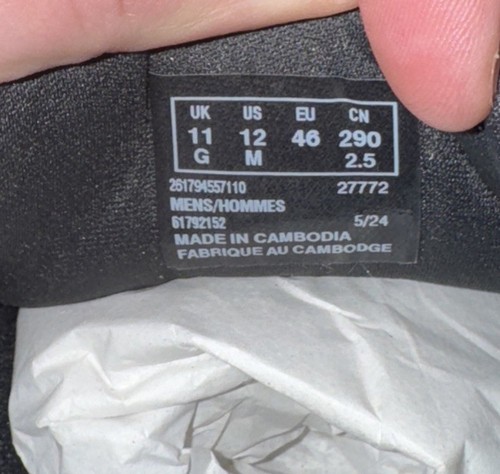 UK US EU CN
11 12 46 290
G M 2.5
261794557110 27772
MENS/HOMMES
61792152 5/24
MADE IN CAMBODIA
FABRIQUE AU CAMBODGE